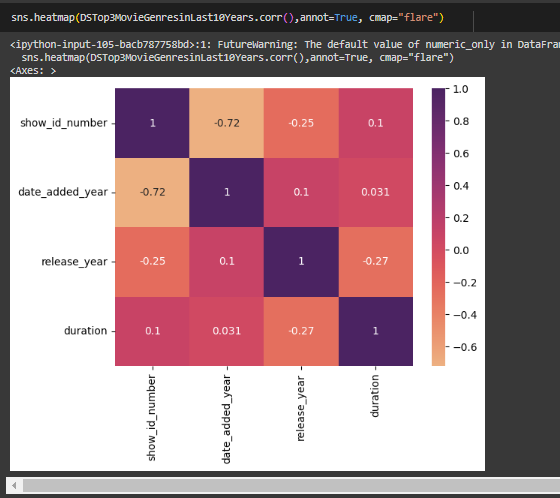 sns.heatmap(DSTop3MovieGenresinLast10Years.corr(),annot=True, cmap="flare")
<ipython-input-105-bacb787758bd>:1: FutureWarning: The default value of numeric_only in DataFram
sns.heatmap(DSTop3MovieGenresinLast10Years.corr(),annot=True, cmap="flare")
<Axes: >
show_id_number 1 -0.72 -0.25 0.1
date_added_year -0.72 1 0.1 0.031
release_year -0.25 0.1 1 -0.27
duration 0.1 0.031 -0.27 1
show_id_number
date_added_year
release_year
duration
1.0
0.8
0.6
0.4
0.2
0.0
−0.2
−0.4
−0.6